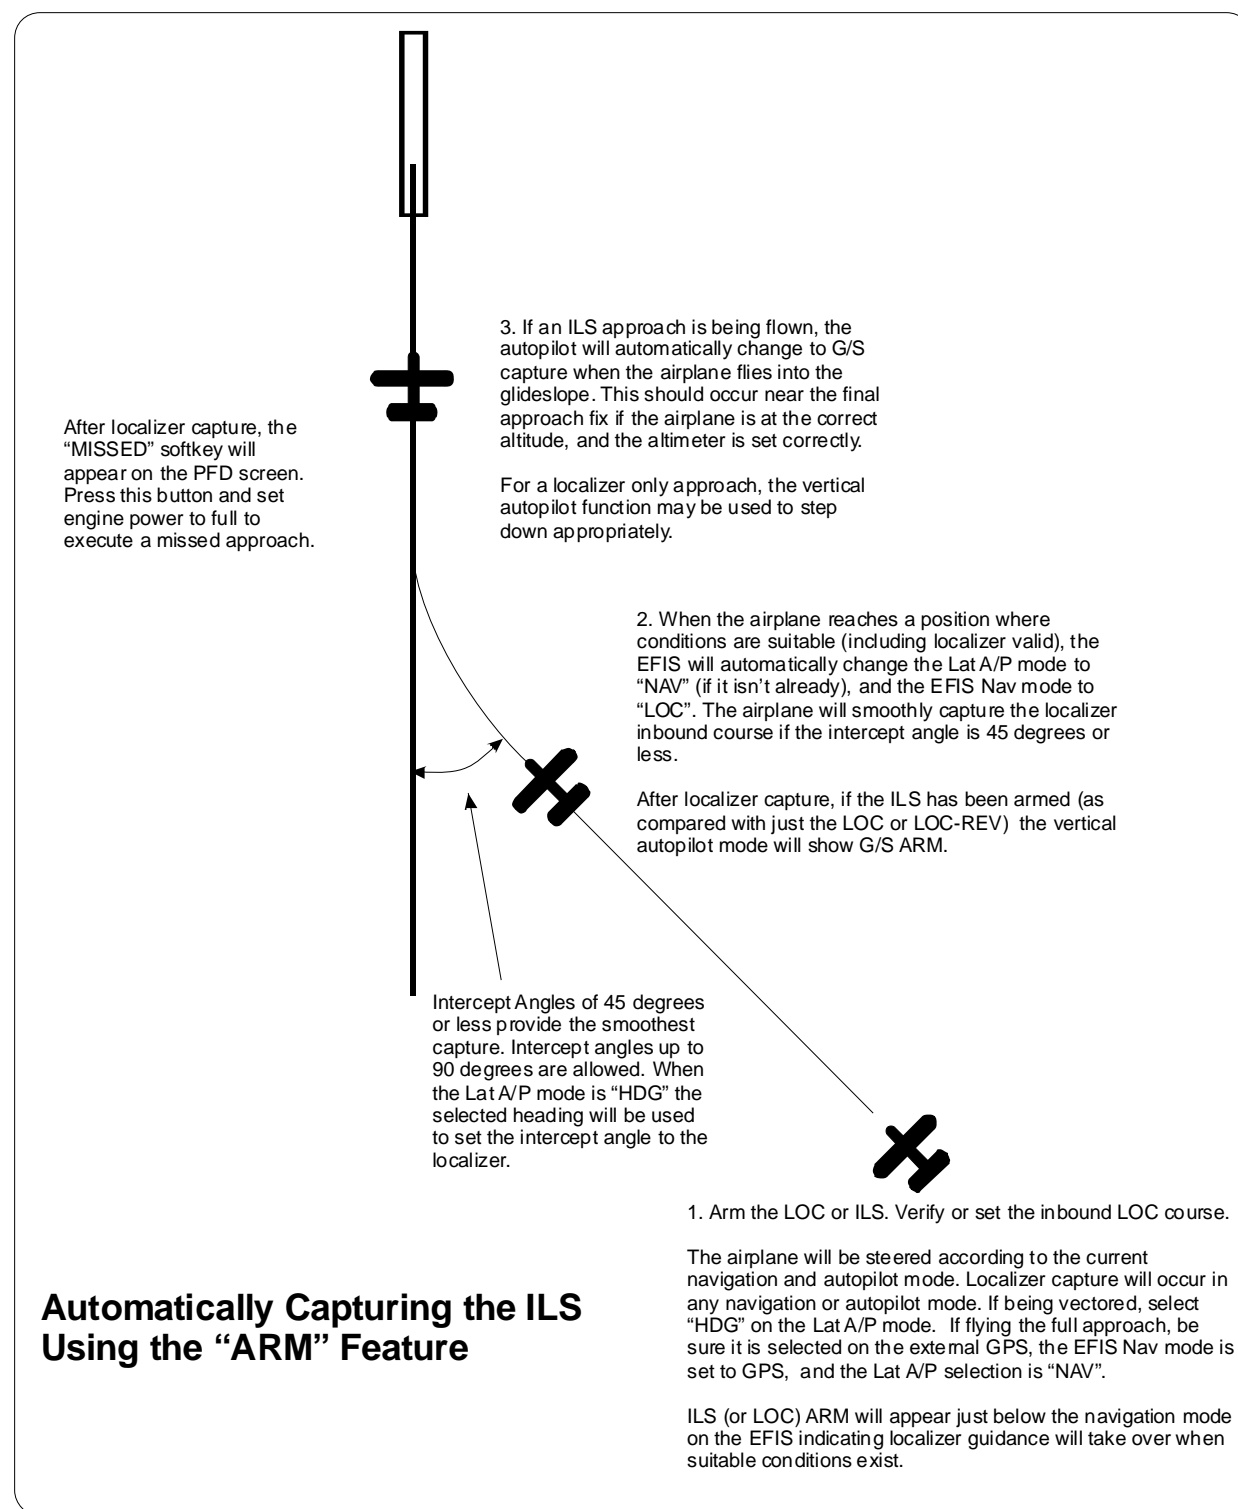 3. If an ILS approach is being flown, the
autopilot will automatically change to G/S
capture when the airplane flies into the
glideslope. This should occur near the final
approach fix if the airplane is at the correct
altitude, and the altimeter is set correctly.
For a localizer only approach, the vertical
autopilot function may be used to step
down appropriately.
After localizer capture, the
“MISSED” softkey will
appear on the PFD screen.
Press this button and set
engine power to full to
execute a missed approach.
2. When the airplane reaches a position where
conditions are suitable (including localizer valid), the
EFIS will automatically change the Lat A/P mode to
“NAV” (if it isn’t already), and the EFIS Nav mode to
“LOC”. The airplane will smoothly capture the localizer
inbound course if the intercept angle is 45 degrees or
less.
After localizer capture, if the ILS has been armed (as
compared with just the LOC or LOC-REV) the vertical
autopilot mode will show G/S ARM.
Intercept Angles of 45 degrees
or less provide the smoothest
capture. Intercept angles up to
90 degrees are allowed. When
the Lat A/P mode is “HDG” the
selected heading will be used
to set the intercept angle to the
localizer.
1. Arm the LOC or ILS. Verify or set the inbound LOC course.
The airplane will be steered according to the current
navigation and autopilot mode. Localizer capture will occur in
any navigation or autopilot mode. If being vectored, select
“HDG” on the Lat A/P mode. If flying the full approach, be
sure it is selected on the external GPS, the EFIS Nav mode is
set to GPS, and the Lat A/P selection is “NAV”.
ILS (or LOC) ARM will appear just below the navigation mode
on the EFIS indicating localizer guidance will take over when
suitable conditions exist.
Automatically Capturing the ILS
Using the “ARM” Feature